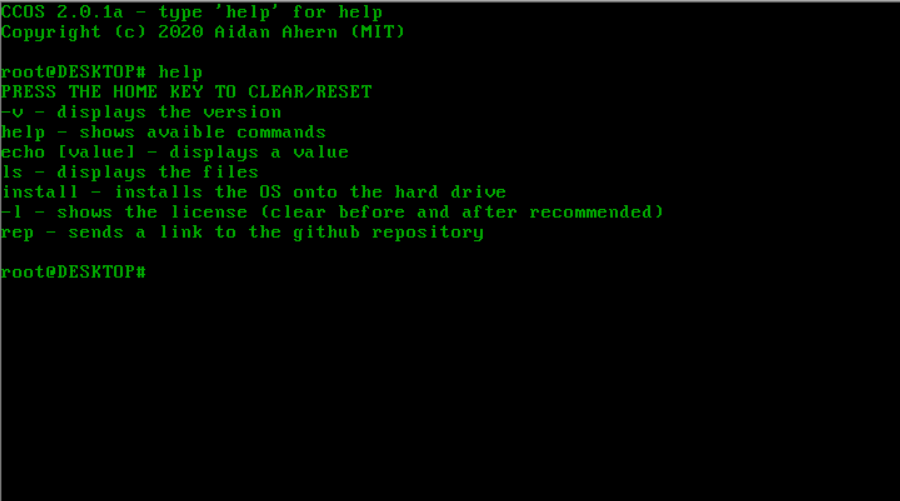 CCOS 2.0.1a - type 'help' for help
Copyright (c) 2020 Aidan Ahern (MIT)
root@DESKTOP# help
PRESS THE HOME KEY TO CLEAR/RESET
-v - displays the version
help - shows avaible commands
echo [value] - displays a value
ls - displays the files
install - installs the OS onto the hard drive
-l - shows the license (clear before and after recommended)
rep - sends a link to the github repository
root@DESKTOP#